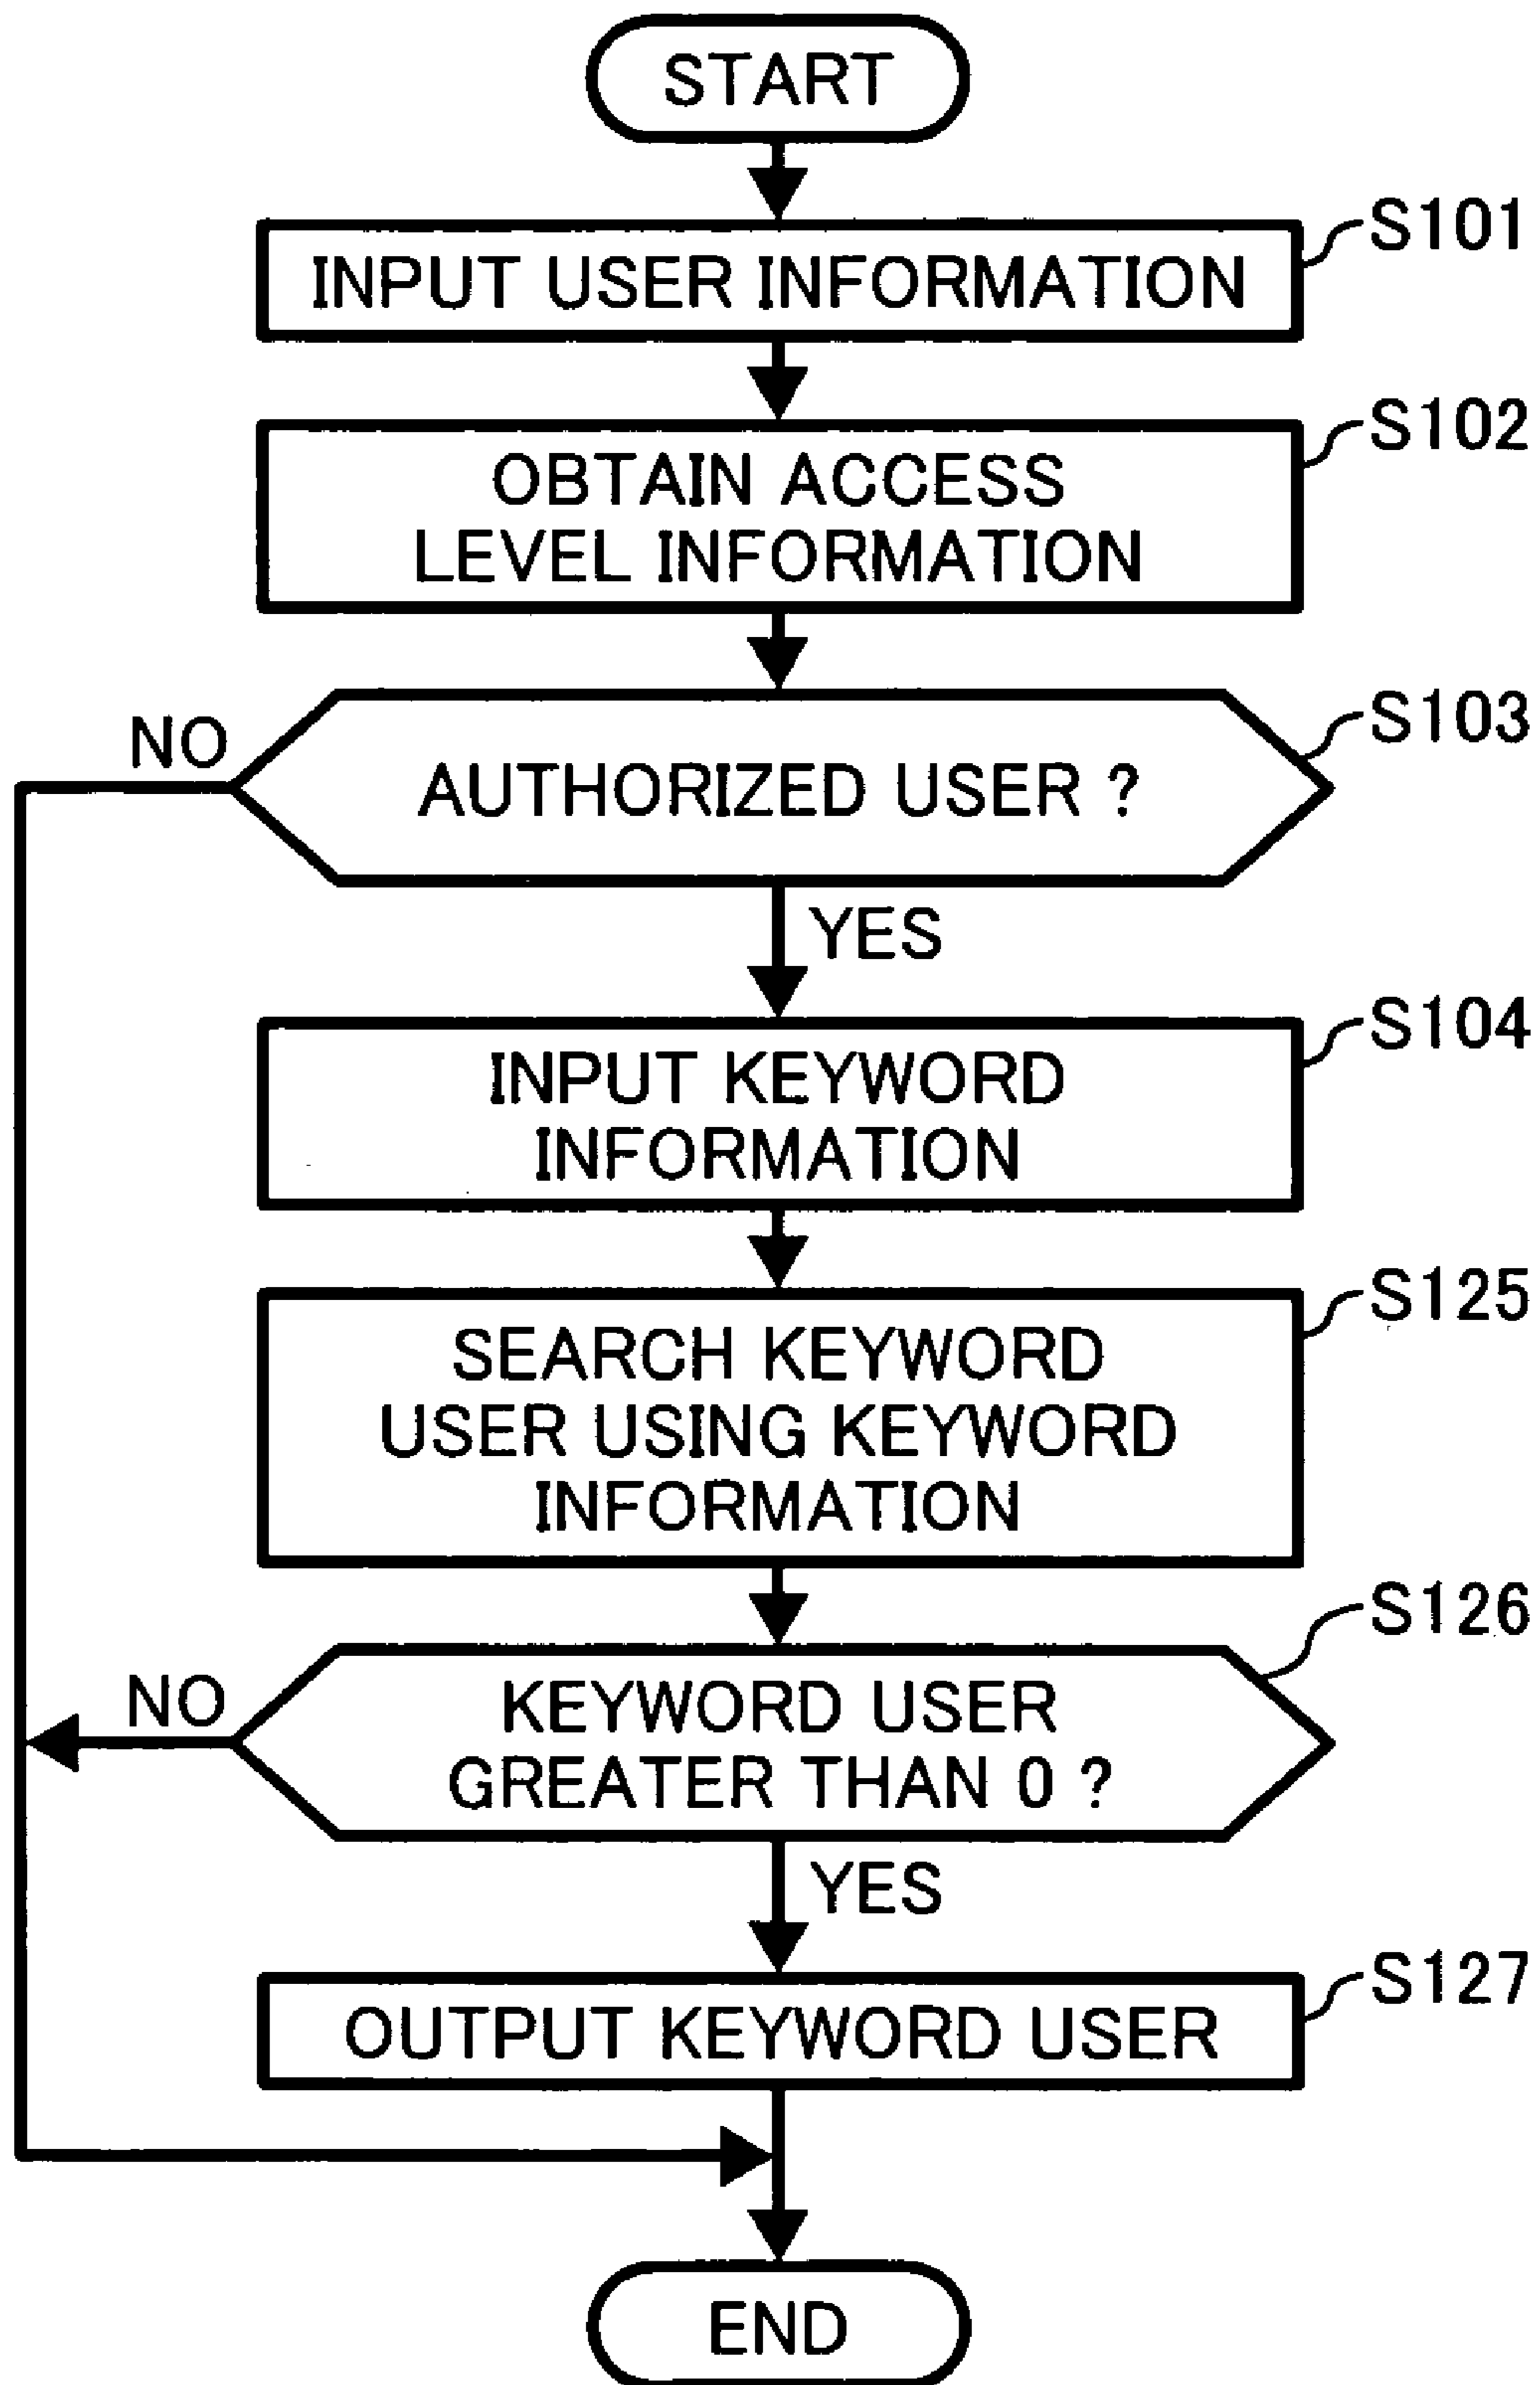 START
S101
INPUT USER INFORMATION
S102
OBTAIN ACCESS
LEVEL INFORMATION
S103
NO
AUTHORIZED USER ?
YES
S104
INPUT KEYWORD
INFORMATION
S125
SEARCH KEYWORD
USER USING KEYWORD
INFORMATION
S126
NO
KEYWORD USER
GREATER THAN 0 ?
YES
S127
OUTPUT KEYWORD USER
END